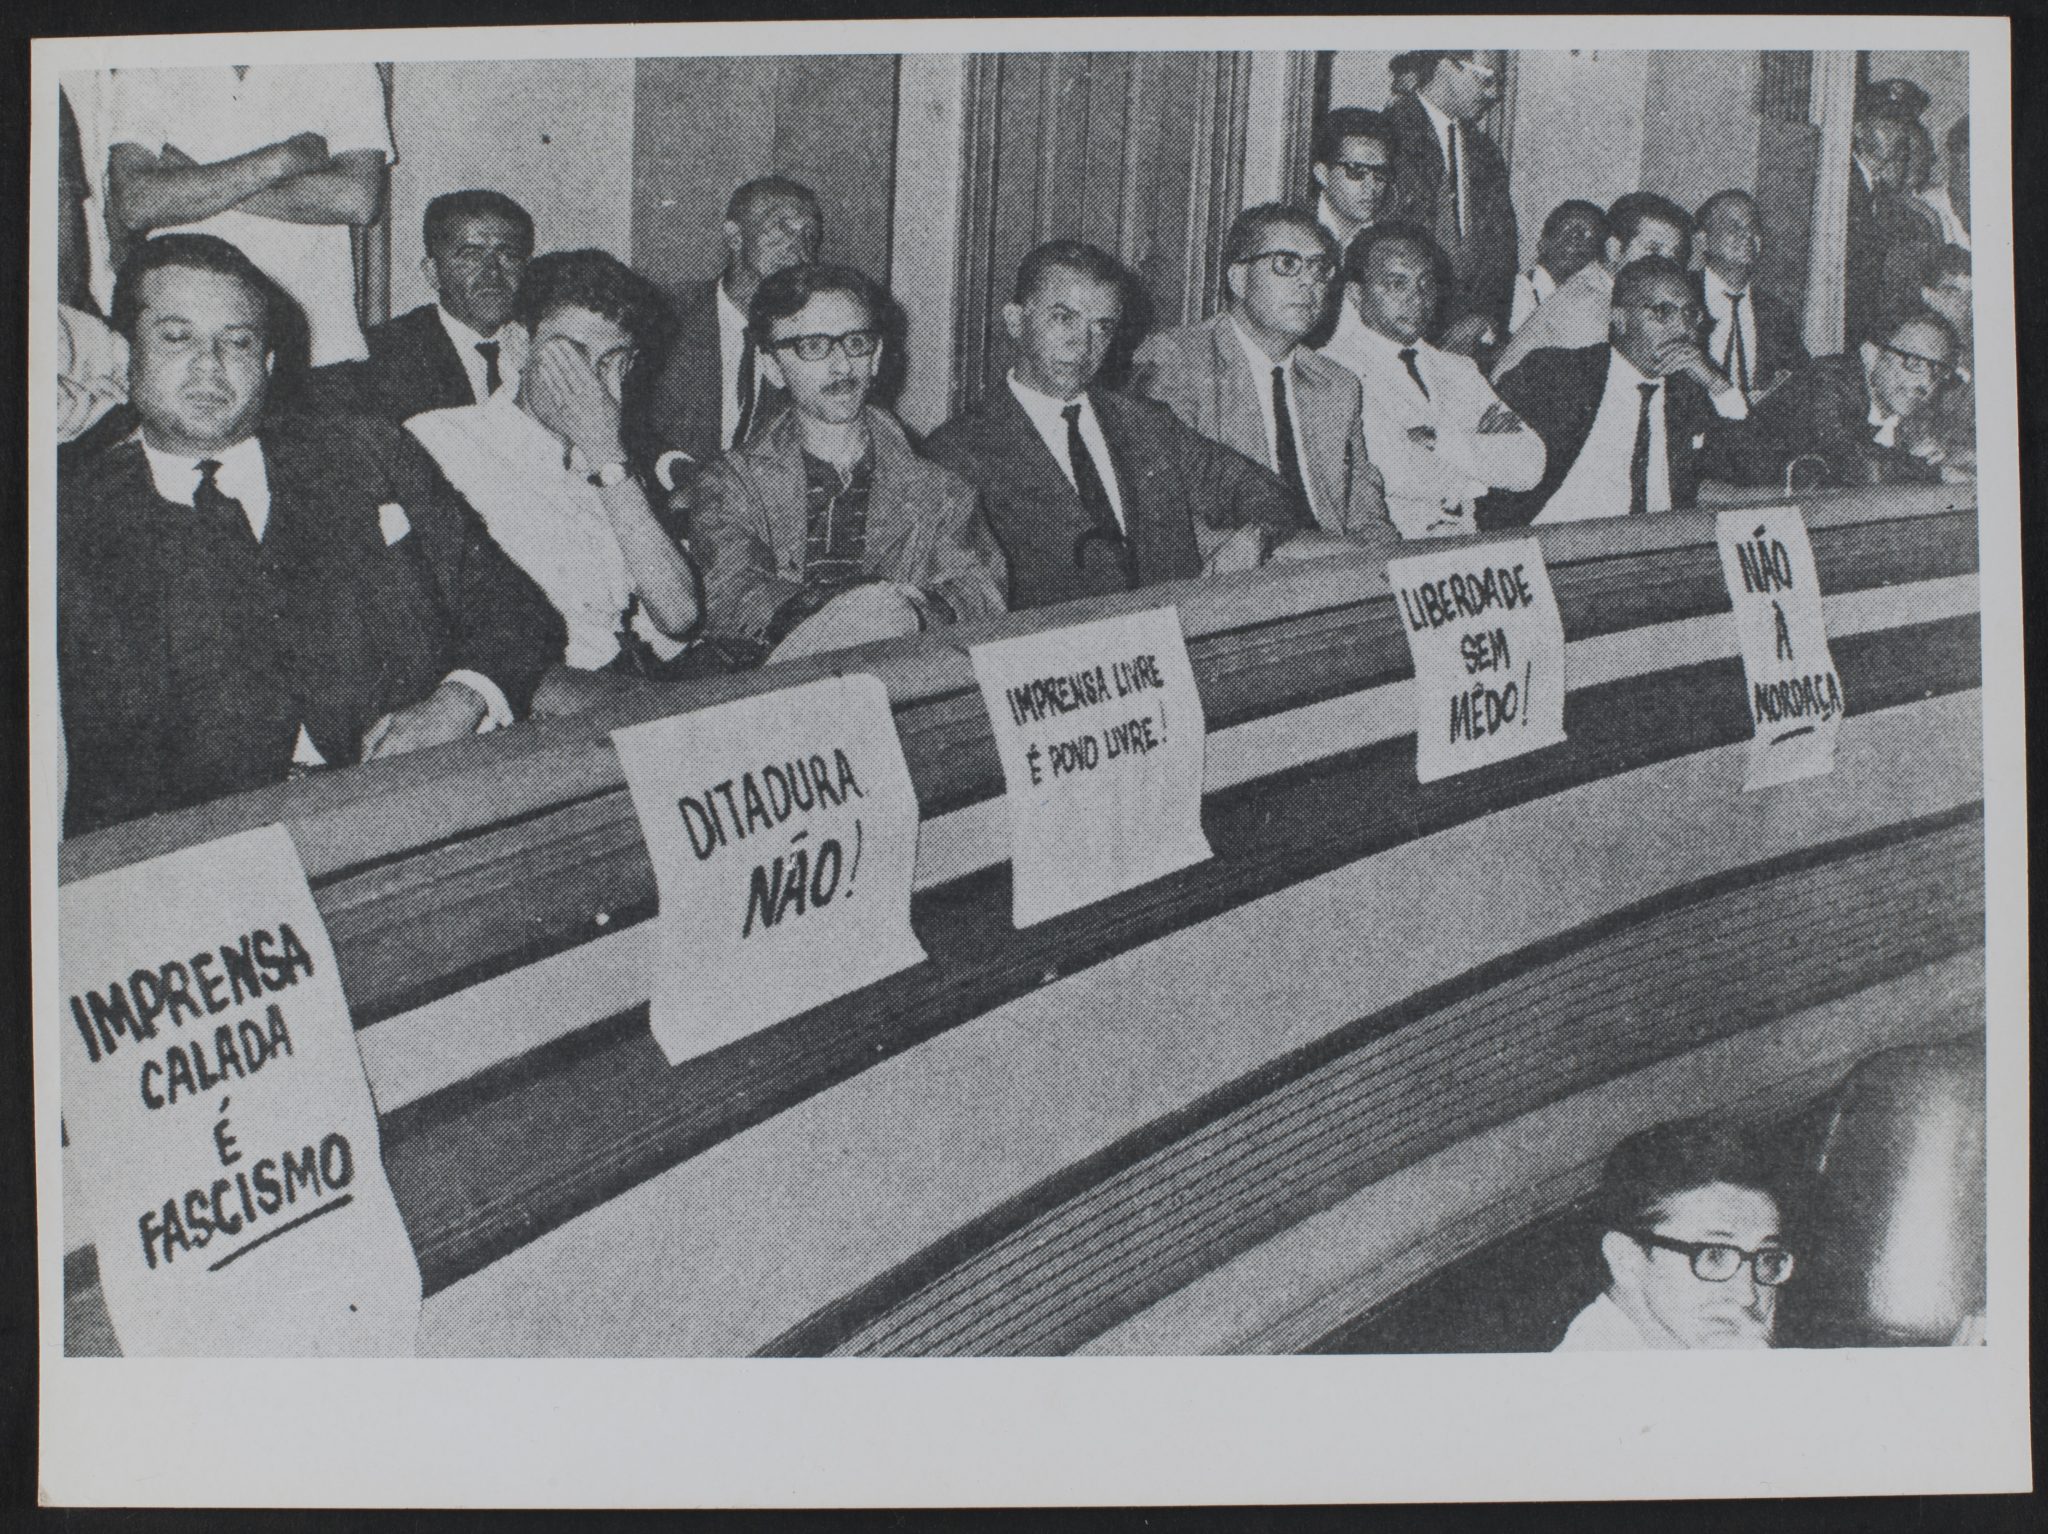 IMPRENSA
CALADA
É
FASCISMO
DITADURA
NÃO!
IMPRENSA LIVRE
É POVO LIVRE!
LIBERDADE
SEM
MÊDO!
NÃO
À
MORDAÇA